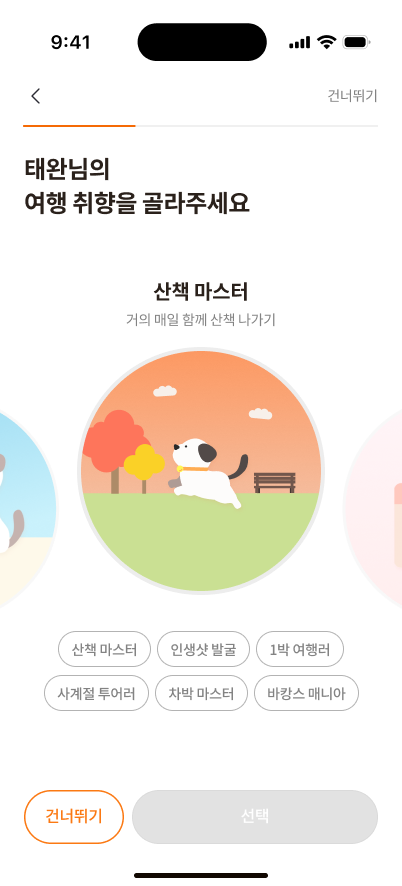 9:41
건너뛰기
태완님의
여행 취향을 골라주세요
산책 마스터
거의 매일 함께 산책 나가기
산책 마스터 인생샷 발굴 1박 여행러
사계절 투어러 차박 마스터 바캉스 매니아
건너뛰기 선택